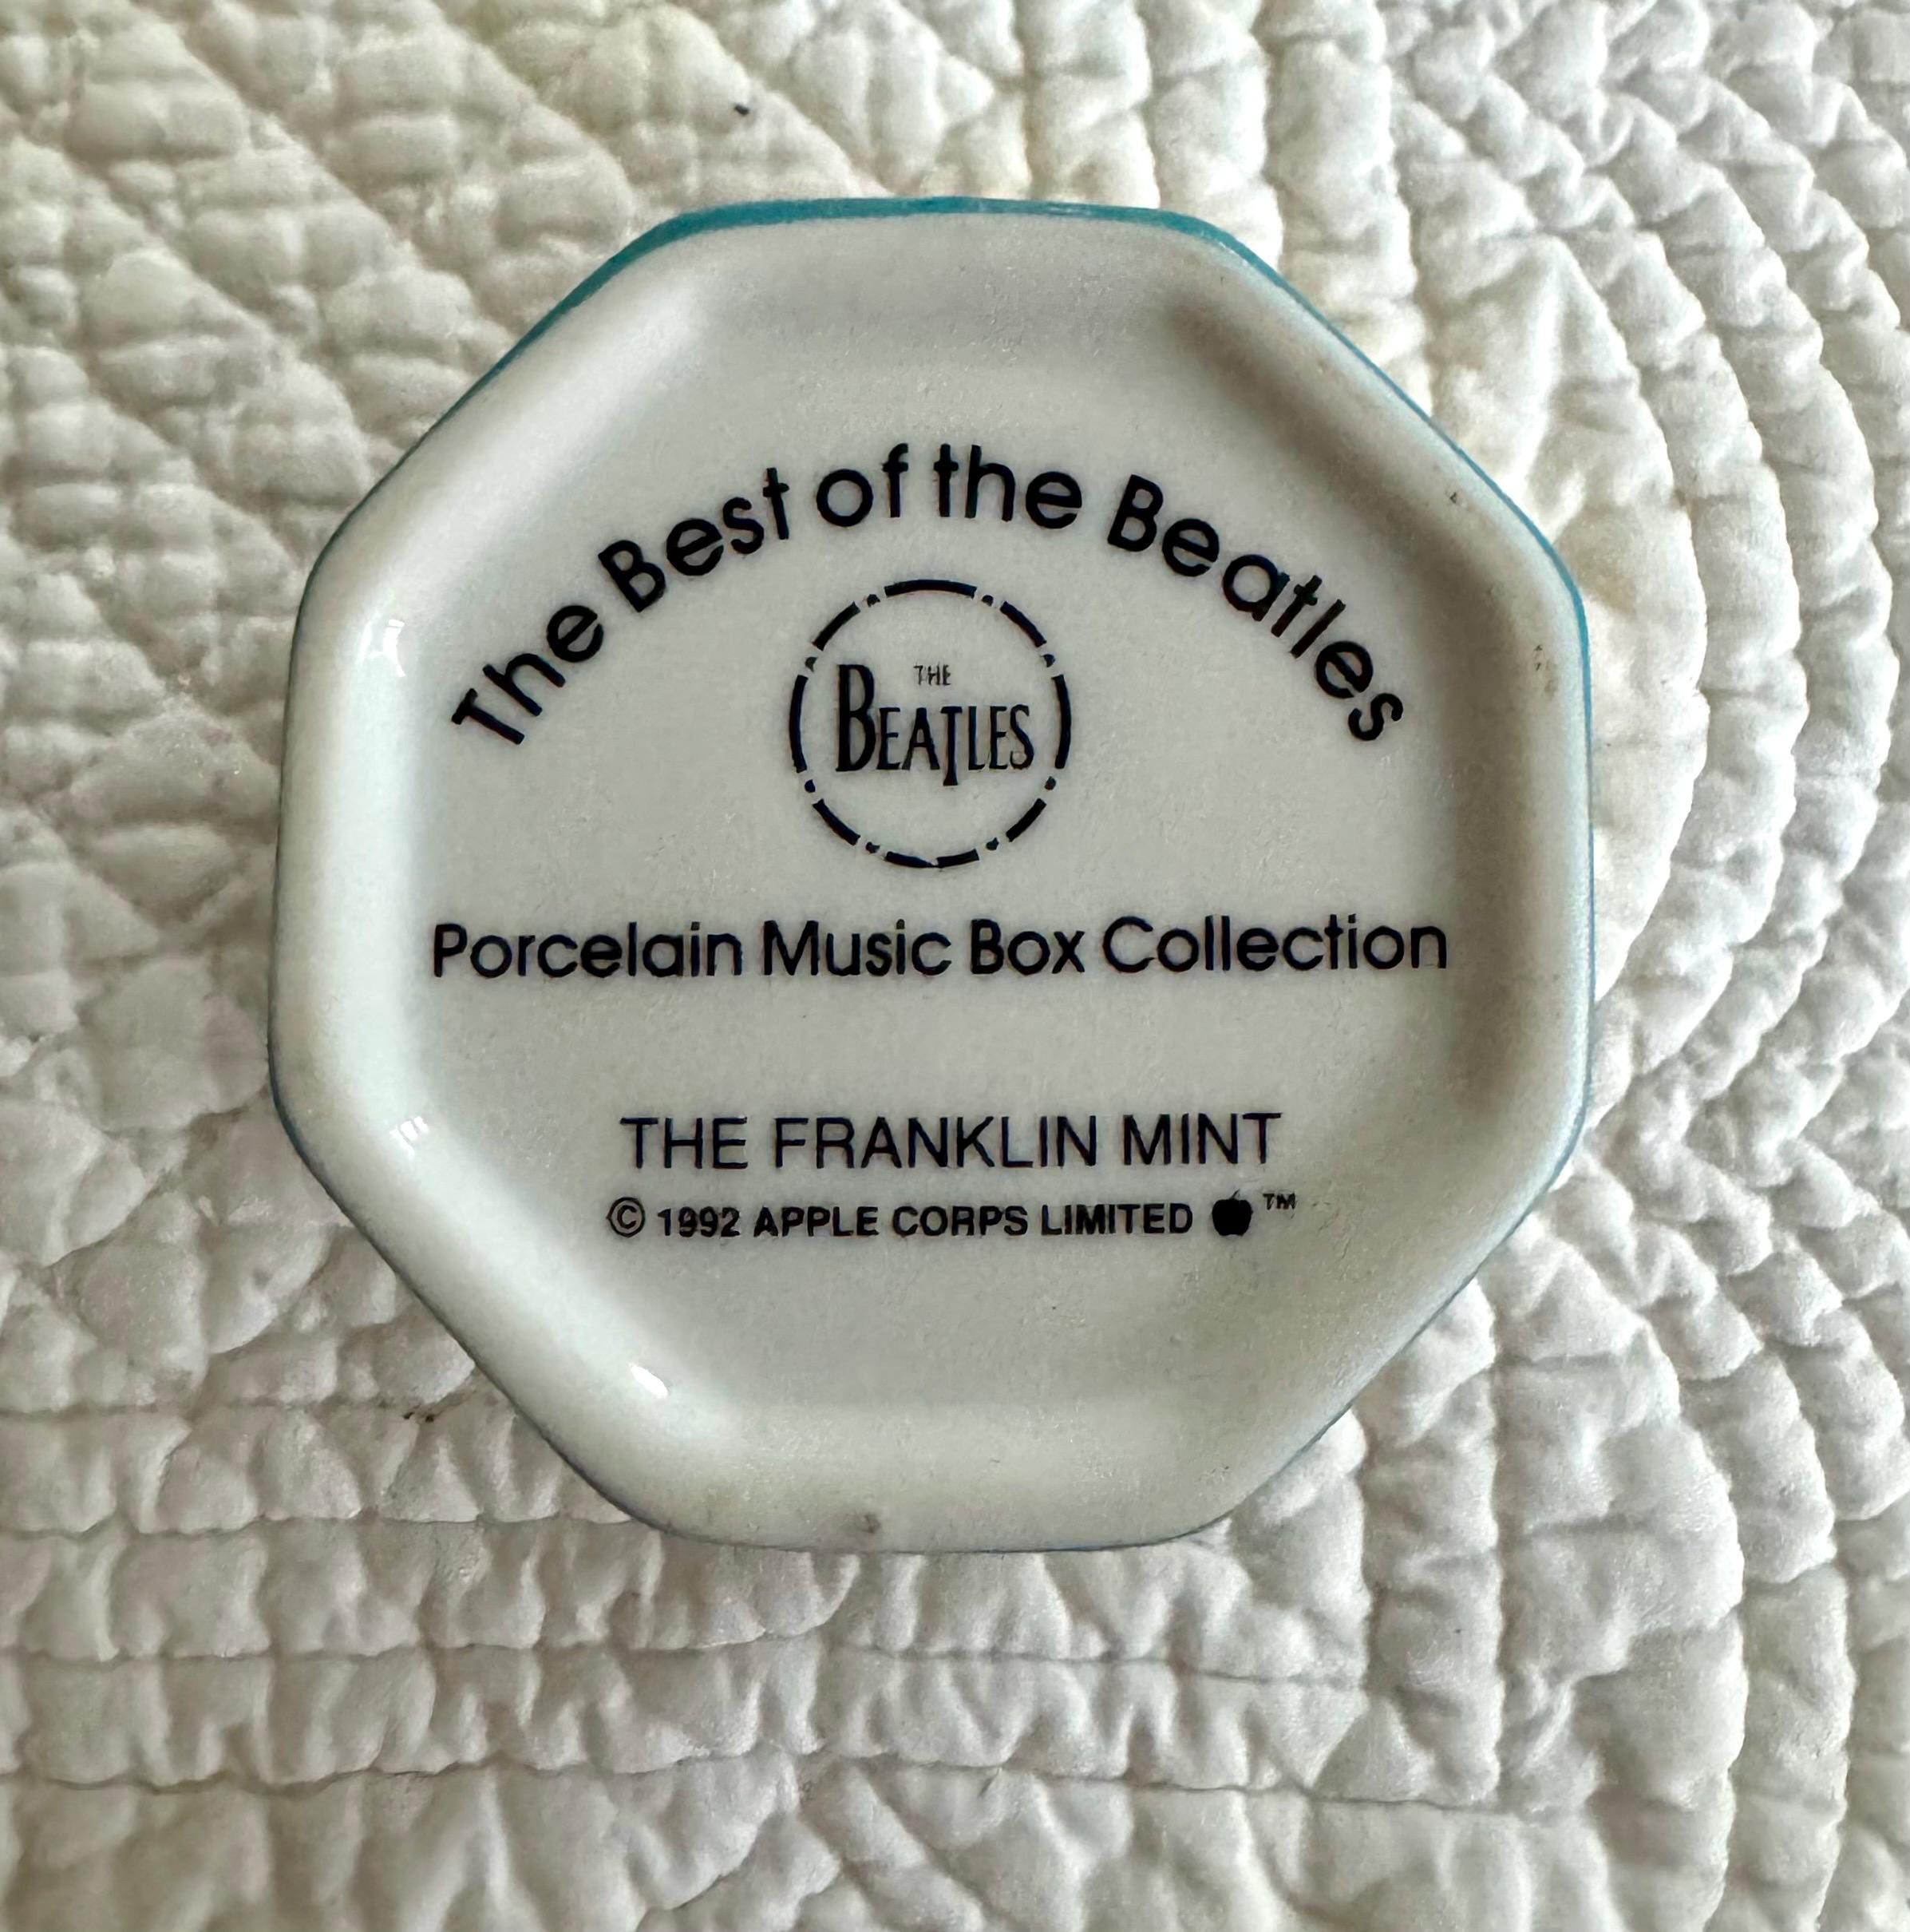 The Best of the Beatles
THE
BEATLES
Porcelain Music Box Collection
THE FRANKLIN MINT
© 1992 APPLE CORPS LIMITED ™